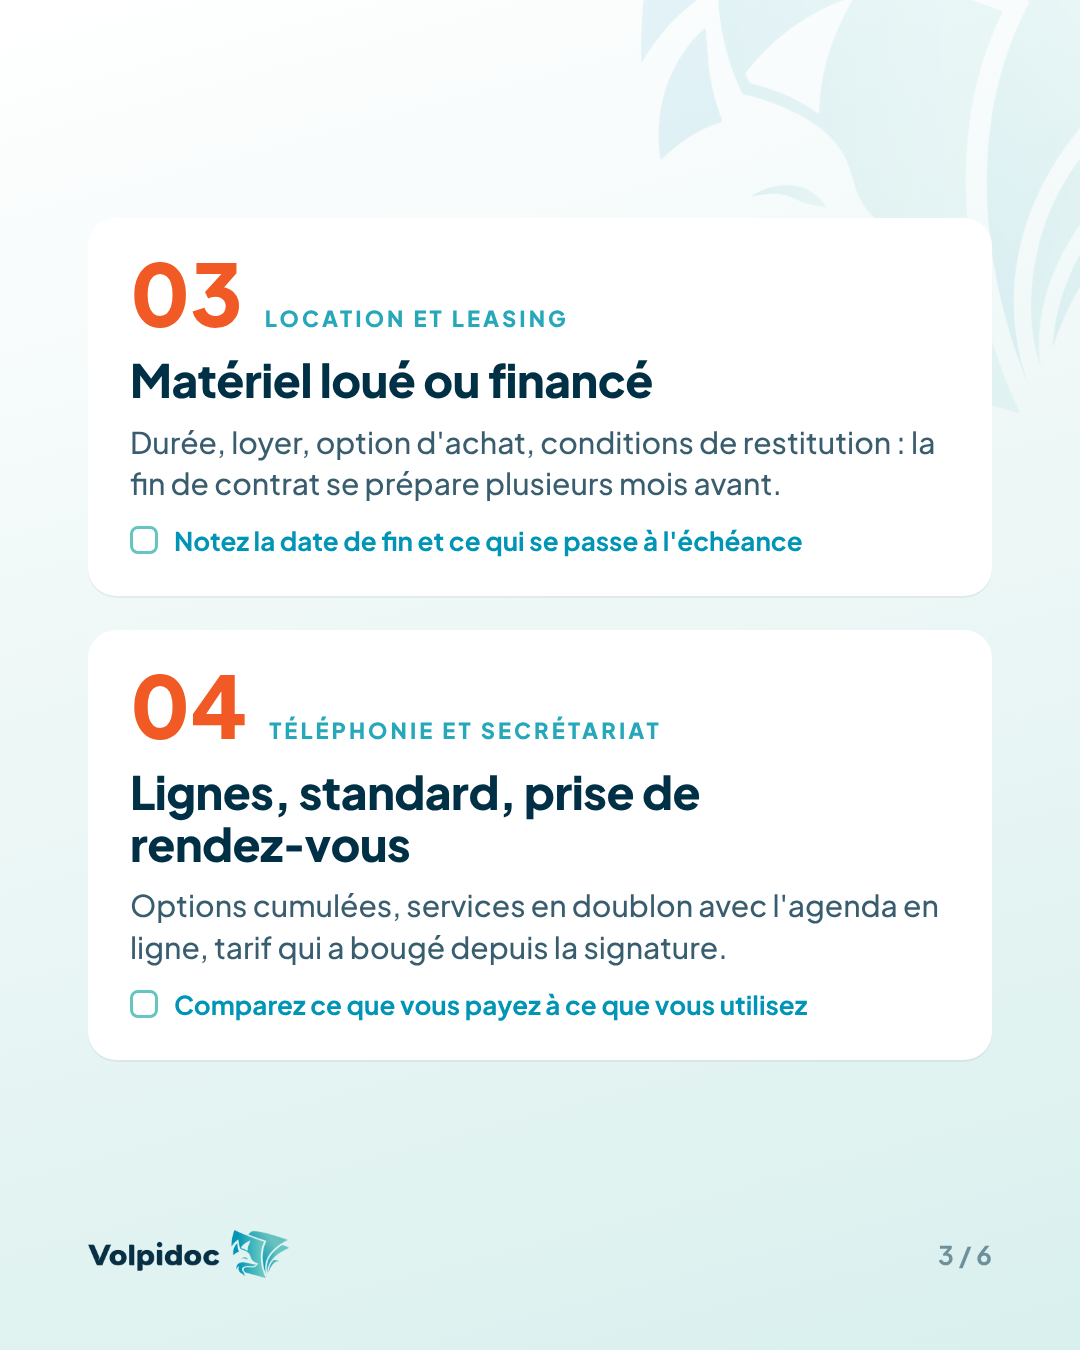 03 LOCATION ET LEASING
Matériel loué ou financé
Durée, loyer, option d'achat, conditions de restitution : la
fin de contrat se prépare plusieurs mois avant.
Notez la date de fin et ce qui se passe à l'échéance
04 TÉLÉPHONIE ET SECRÉTARIAT
Lignes, standard, prise de
rendez-vous
Options cumulées, services en doublon avec l'agenda en
ligne, tarif qui a bougé depuis la signature.
Comparez ce que vous payez à ce que vous utilisez
Volpidoc
3 / 6